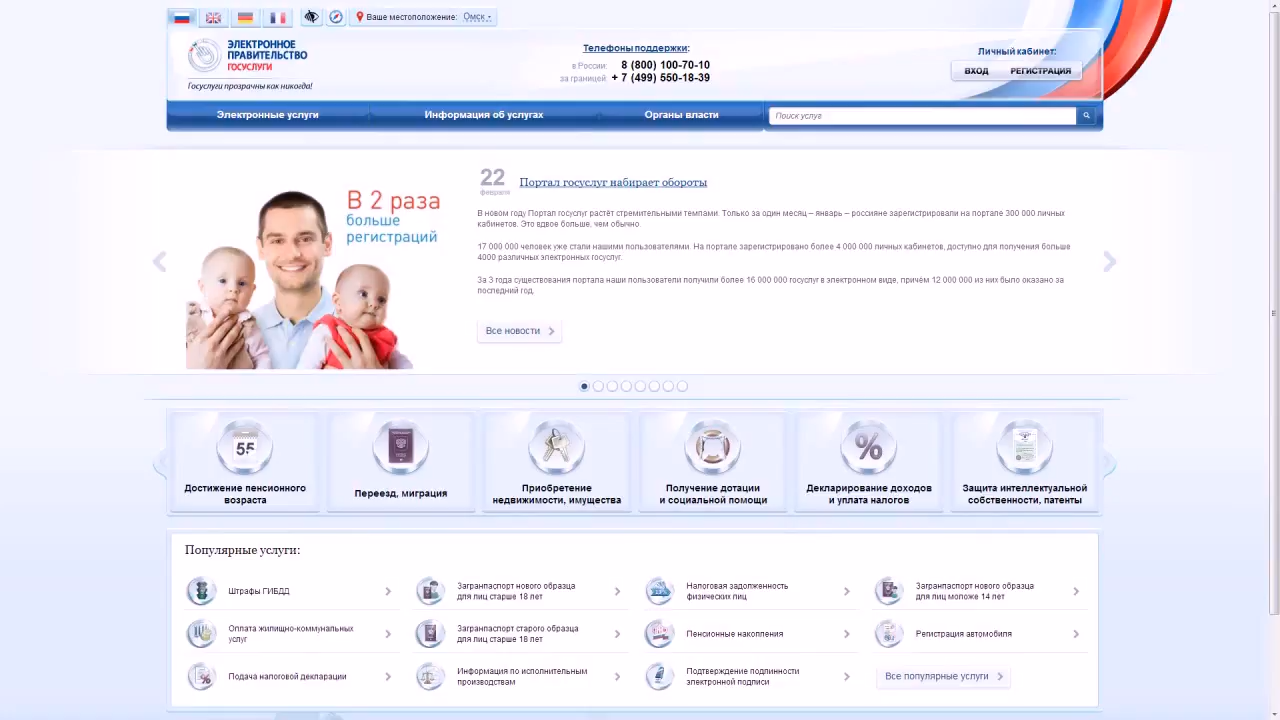 Ваше местоположение: Омск
ЭЛЕКТРОННОЕ
ПРАВИТЕЛЬСТВО
ГОСУСЛУГИ
Госуслуги прозрачны как никогда!
Телефоны поддержки:
в России: 8 (800) 100-70-10
за границей: + 7 (499) 550-18-39
Личный кабинет:
ВХОД РЕГИСТРАЦИЯ
Электронные услуги Информация об услугах Органы власти Поиск услуг
В 2 раза
больше
регистраций
22
февраля
Портал госуслуг набирает обороты
В новом году Портал госуслуг растёт стремительными темпами. Только за один месяц – январь – россияне зарегистрировали на портале 300 000 личных
кабинетов. Это вдвое больше, чем обычно.
17 000 000 человек уже стали нашими пользователями. На портале зарегистрировано более 4 000 000 личных кабинетов, доступно для получения больше
4000 различных электронных госуслуг.
За 3 года существования портала наши пользователи получили более 16 000 000 госуслуг в электронном виде, причём 12 000 000 из них было оказано за
последний год.
Все новости
55
%
Достижение пенсионного
возраста
Переезд, миграция
Приобретение
недвижимости, имущества
Получение дотации
и социальной помощи
Декларирование доходов
и уплата налогов
Защита интеллектуальной
собственности, патенты
Популярные услуги:
Штрафы ГИБДД
Загранпаспорт нового образца
для лиц старше 18 лет
Налоговая задолженность
физических лиц
Загранпаспорт нового образца
для лиц моложе 14 лет
Оплата жилищно-коммунальных
услуг
Загранпаспорт старого образца
для лиц старше 18 лет
Пенсионные накопления
Регистрация автомобиля
Подача налоговой декларации
Информация по исполнительным
производствам
Подтверждение подлинности
электронной подписи
Все популярные услуги